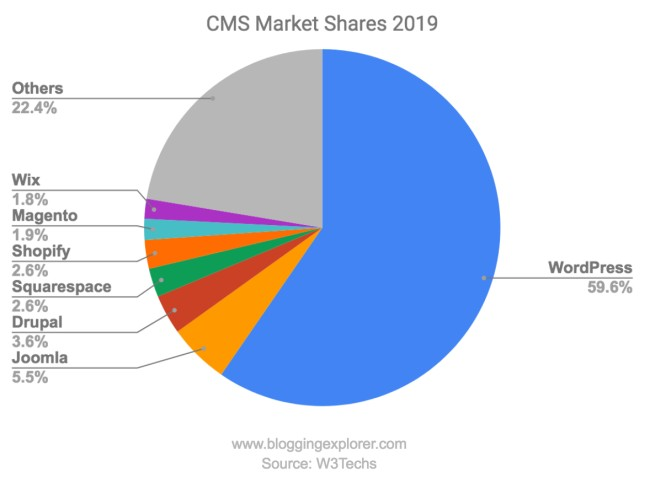 CMS Market Shares 2019
Others
22.4%
Wix
1.8%
Magento
1.9%
Shopify
2.6%
Squarespace
2.6%
Drupal
3.6%
Joomla
5.5%
WordPress
59.6%
www.bloggingexplorer.com
Source: W3Techs